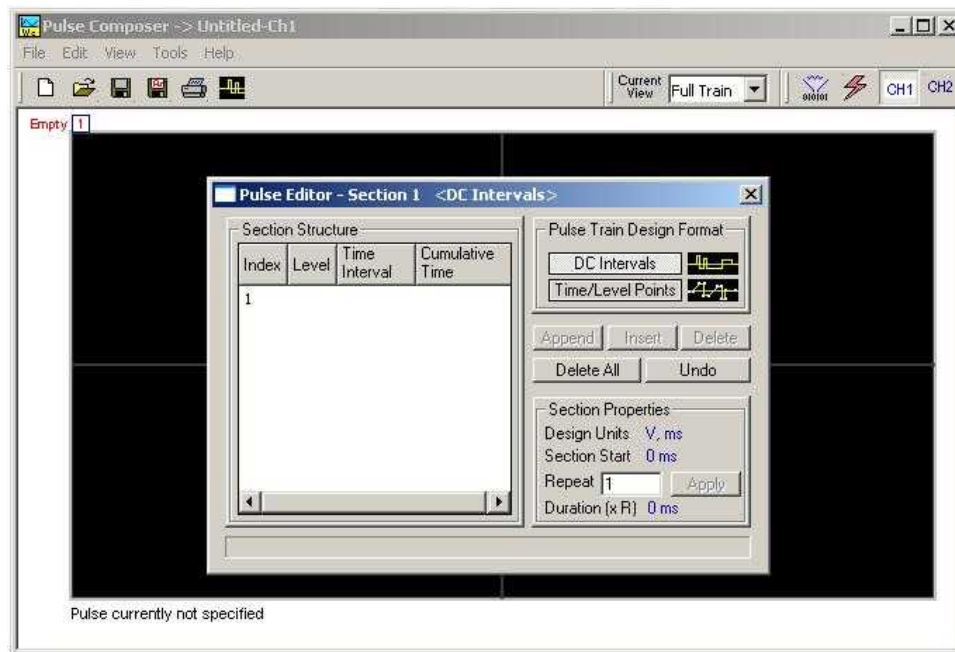 Pulse Composer -> Untitled-Ch1
File Edit View Tools Help
Current View Full Train
010101
CH1 CH2
Empty 1
Pulse Editor - Section 1 <DC Intervals>
Section Structure
Index Level Time Interval Cumulative Time
1
Pulse Train Design Format
DC Intervals
Time/Level Points
Append Insert Delete
Delete All Undo
Section Properties
Design Units V, ms
Section Start 0 ms
Repeat 1 Apply
Duration (x R) 0 ms
Pulse currently not specified